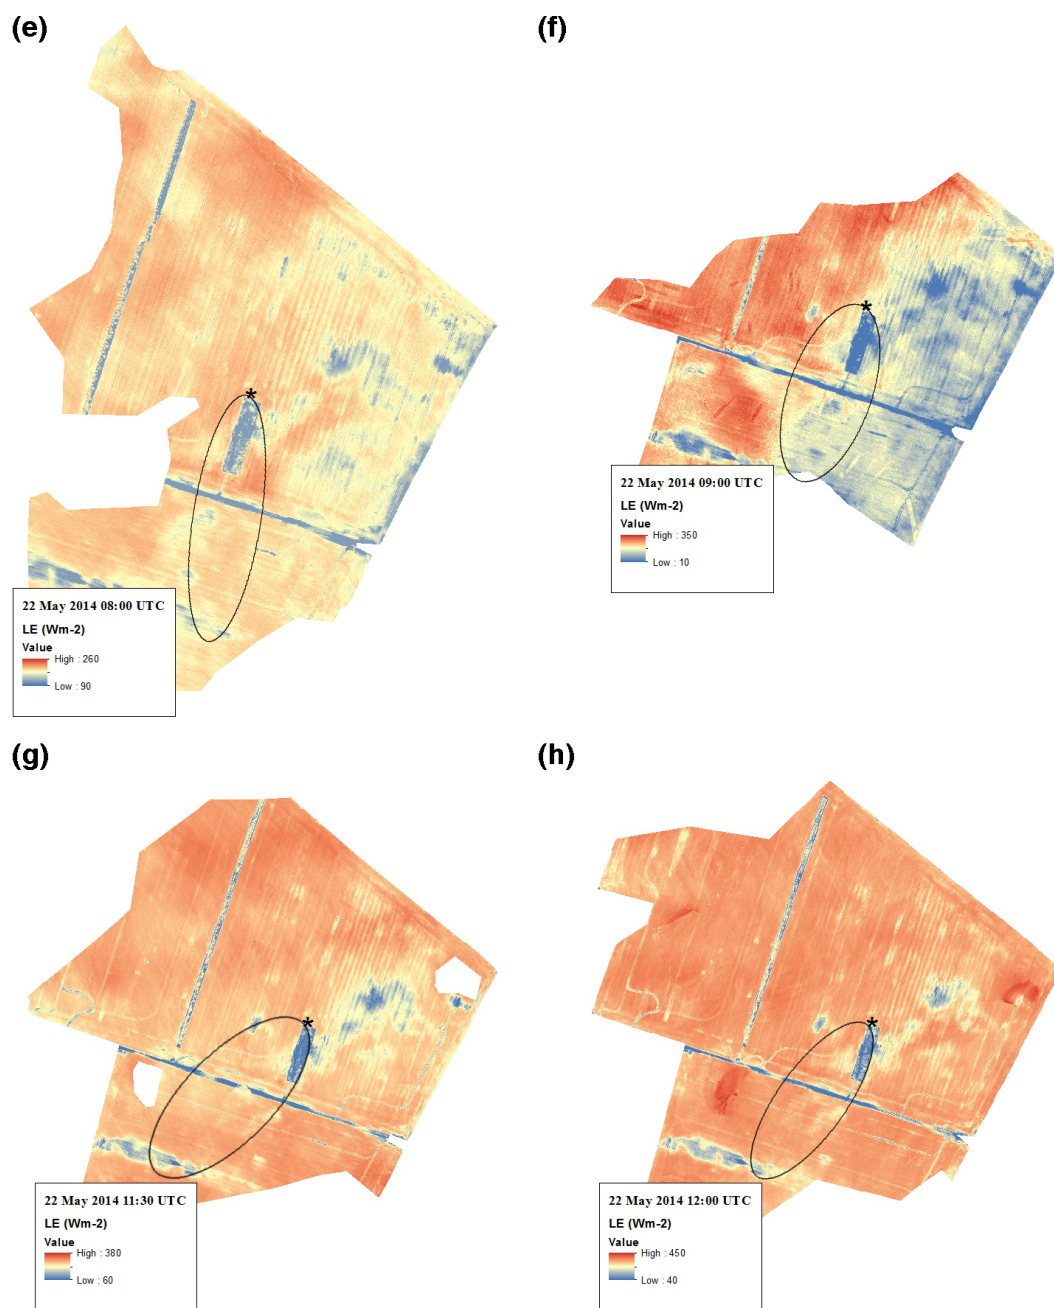 (e)
(f)
*
*
22 May 2014 08:00 UTC
LE (Wm-2)
Value
High : 260
Low : 90
22 May 2014 09:00 UTC
LE (Wm-2)
Value
High : 350
Low : 10
(g)
(h)
*
*
22 May 2014 11:30 UTC
LE (Wm-2)
Value
High : 380
Low : 60
22 May 2014 12:00 UTC
LE (Wm-2)
Value
High : 450
Low : 40